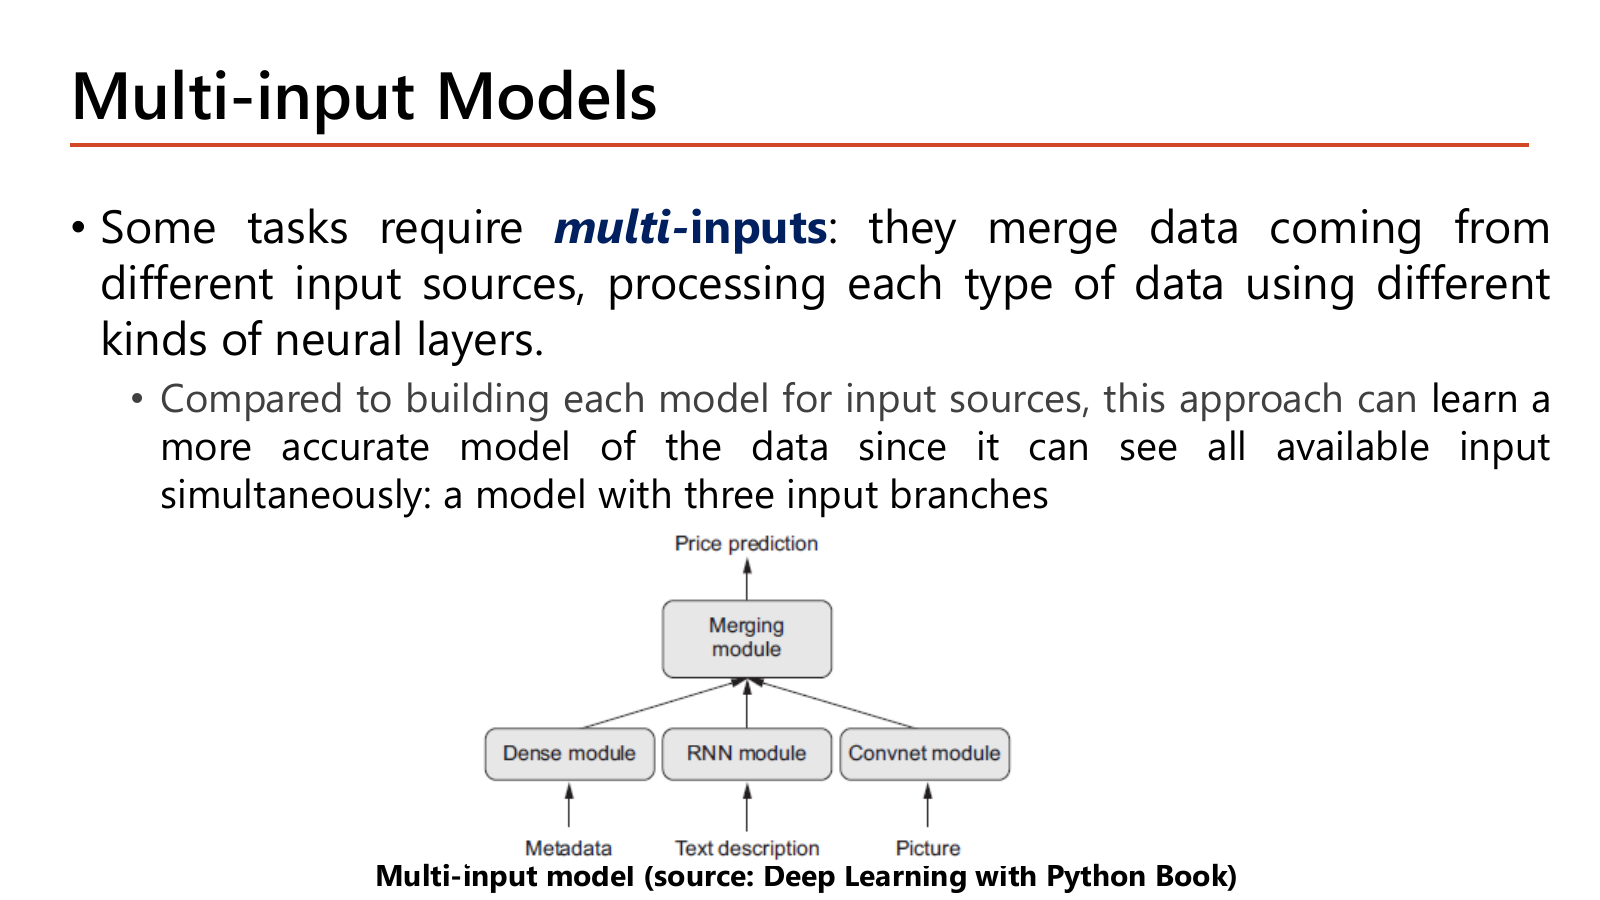 Multi-input Models
• Some tasks require multi-inputs: they merge data coming from
different input sources, processing each type of data using different
kinds of neural layers.
• Compared to building each model for input sources, this approach can learn a
more accurate model of the data since it can see all available input
simultaneously: a model with three input branches
Price prediction
Merging
module
Dense module RNN module Convnet module
Metadata Text description Picture
Multi-input model (source: Deep Learning with Python Book)